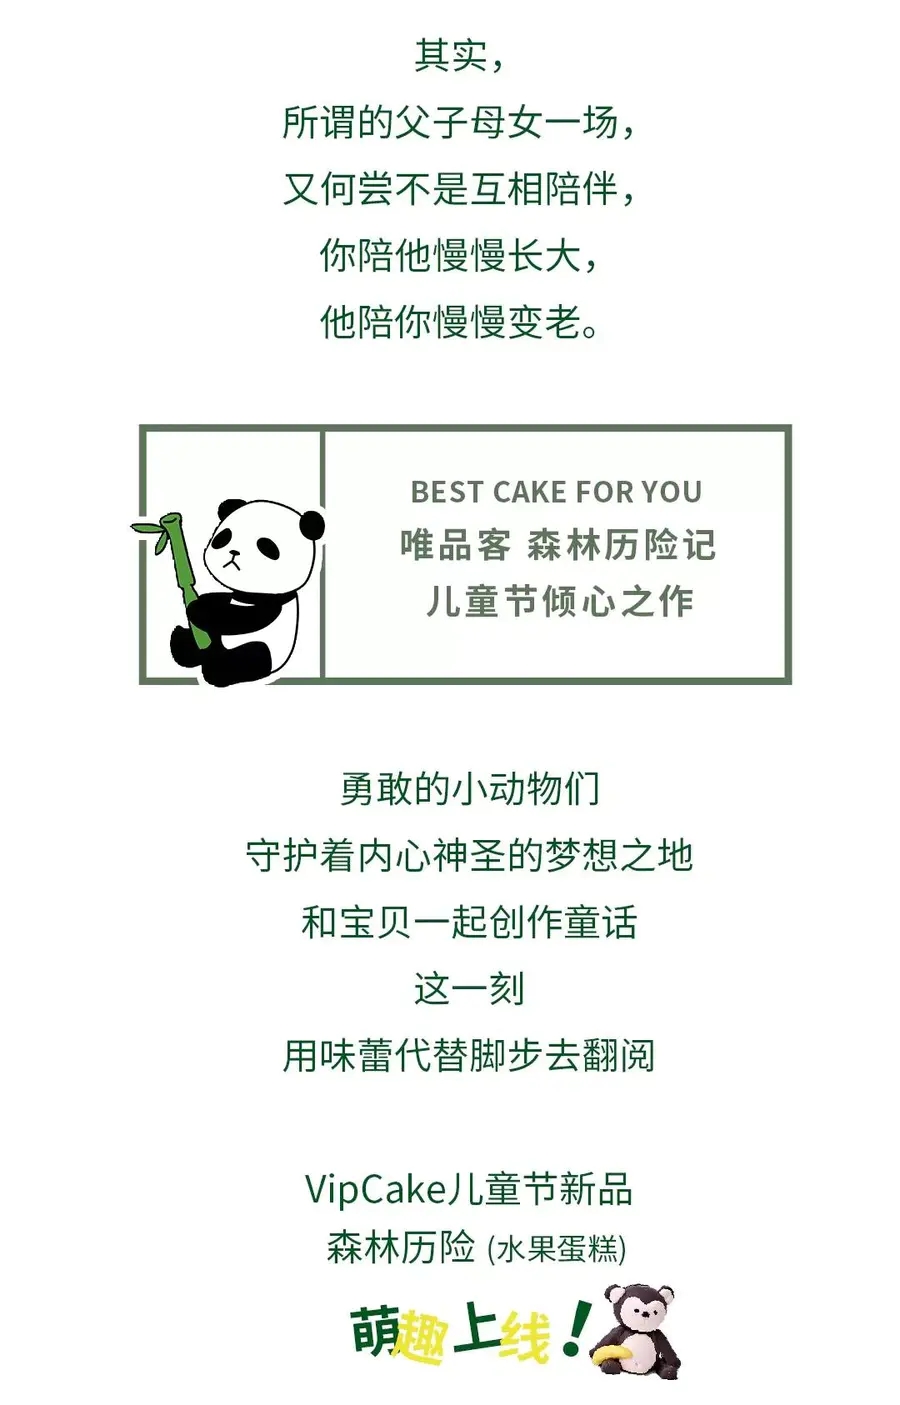 其实，
所谓的父子母女一场，
又何尝不是互相陪伴，
你陪他慢慢长大，
他陪你慢慢变老。
BEST CAKE FOR YOU
唯品客 森林历险记
儿童节倾心之作
勇敢的小动物们
守护着内心神圣的梦想之地
和宝贝一起创作童话
这一刻
用味蕾代替脚步去翻阅
VipCake儿童节新品
森林历险 (水果蛋糕)
萌趣上线！